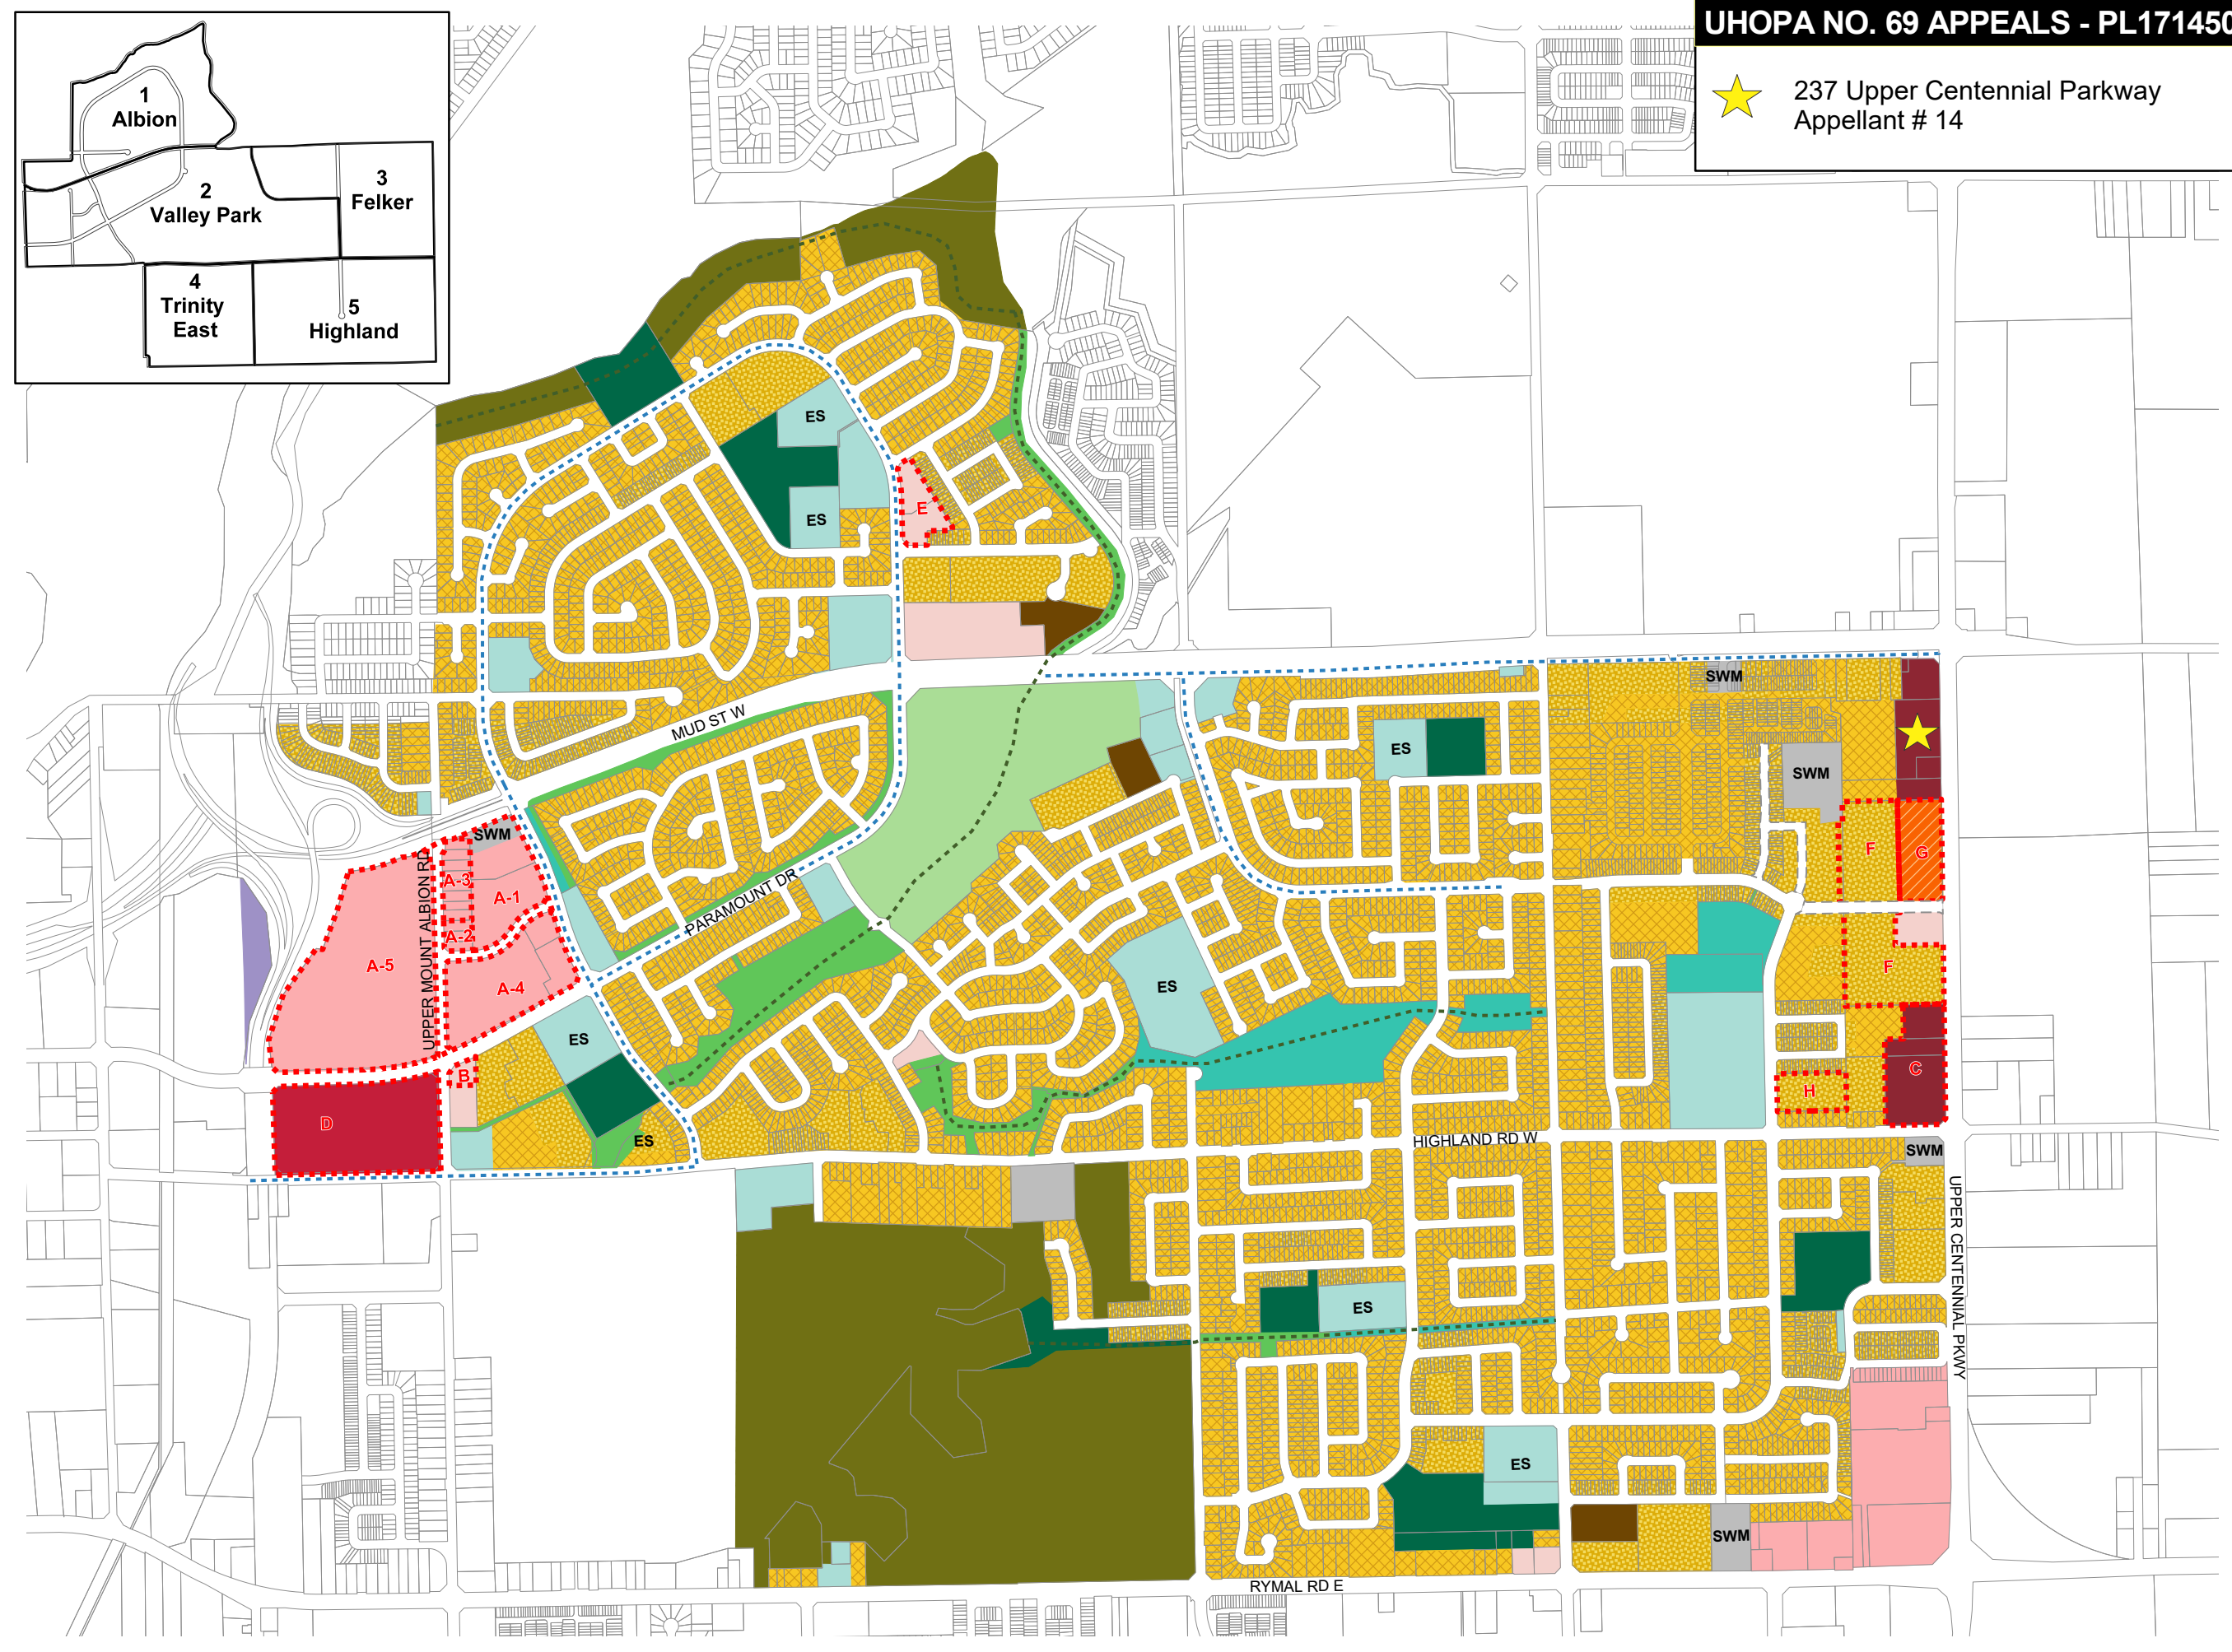 UHOPA NO. 69 APPEALS - PL171450
237 Upper Centennial Parkway
Appellant # 14
1
Albion
2
Valley Park
3
Felker
4
Trinity
East
5
Highland
ES
ES
E
MUD ST W
SWM
SWM
ES
SWM
A-3
A-1
A-2
A-5
A-4
UPPER MOUNT ALBION RD
PARAMOUNT DR
F
G
F
ES
ES
B
C
H
D
ES
HIGHLAND RD W
SWM
UPPER CENTENNIAL PKWY
ES
ES
SWM
RYMAL RD E